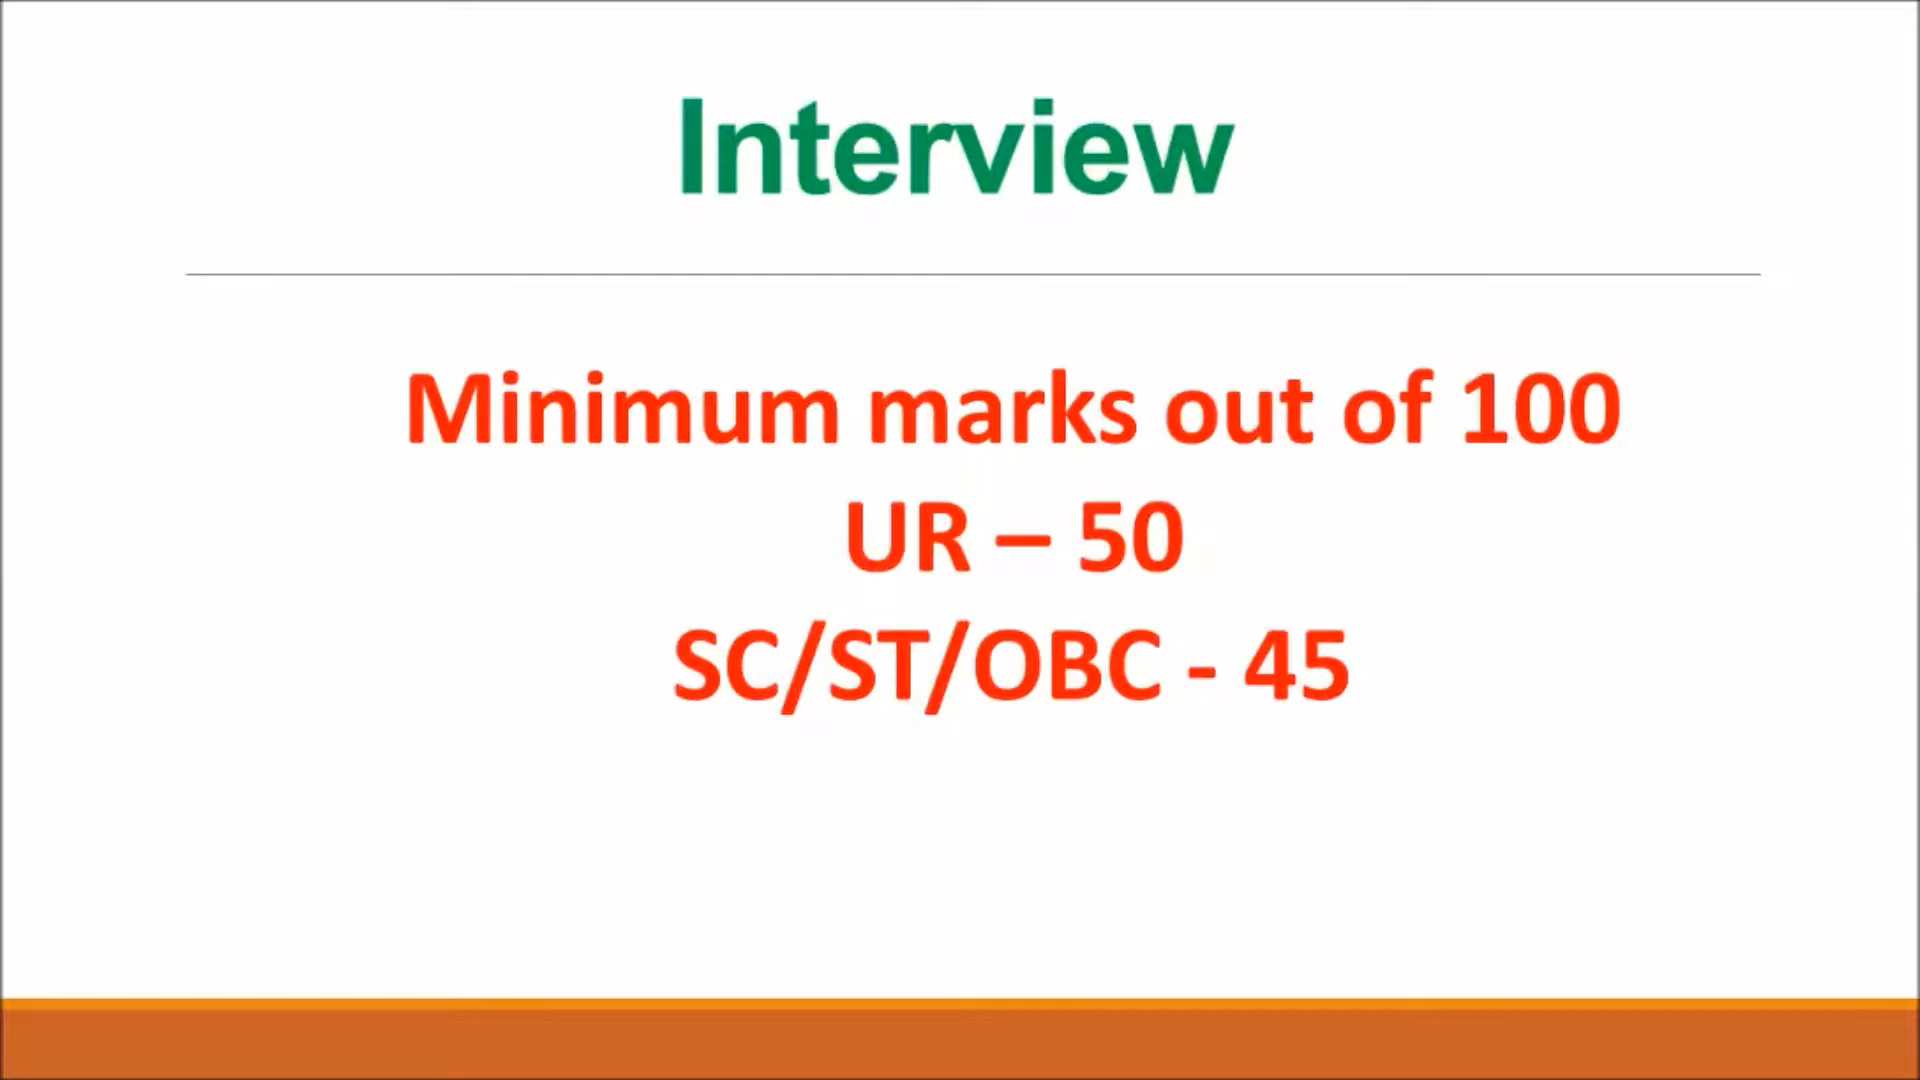 Interview
Minimum marks out of 100
UR – 50
SC/ST/OBC - 45